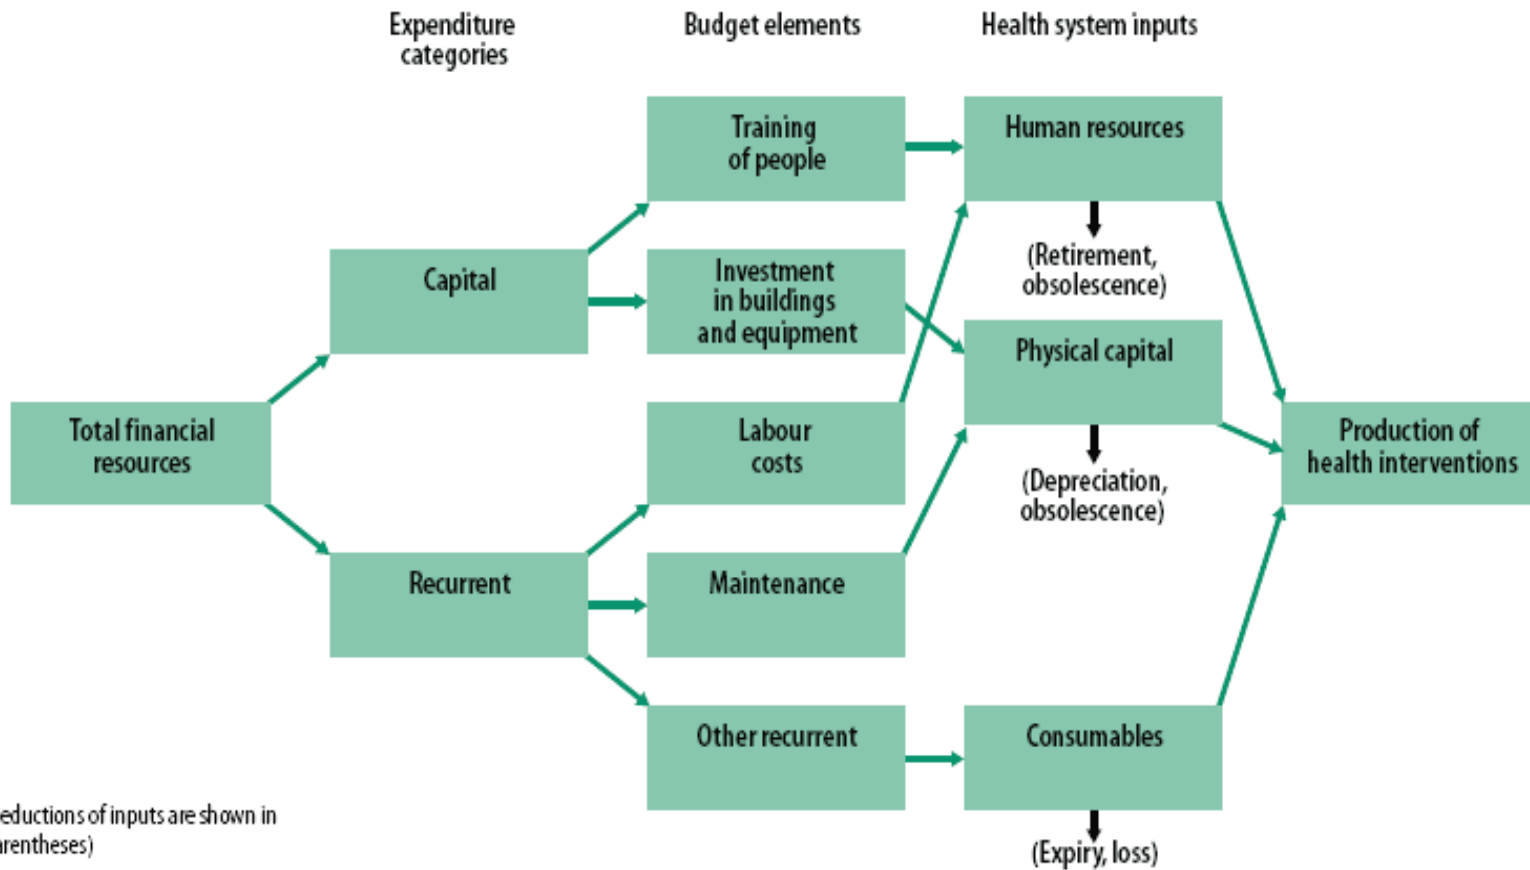 Expenditure
categories
Budget elements
Health system inputs
Training
of people
Human resources
(Retirement,
obsolescence)
Capital
Investment
in buildings
and equipment
Physical capital
(Depreciation,
obsolescence)
Total financial
resources
Labour
costs
Production of
health interventions
Recurrent
Maintenance
Other recurrent
Consumables
(Expiry, loss)
eductions of inputs are shown in
arentheses)